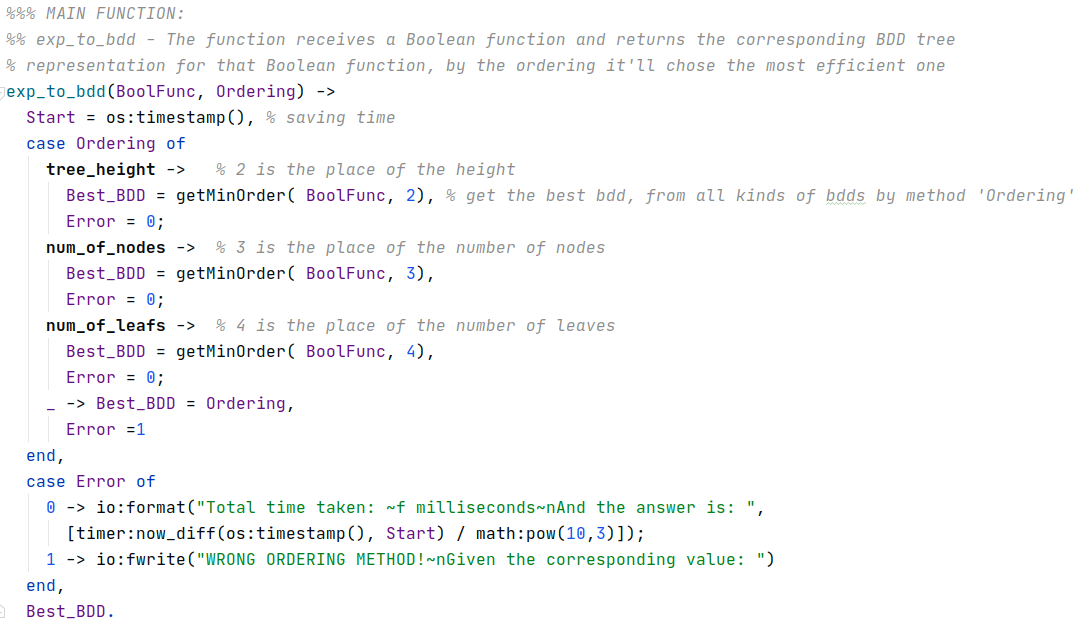 %%% MAIN FUNCTION:
%% exp_to_bdd - The function receives a Boolean function and returns the corresponding BDD tree
% representation for that Boolean function, by the ordering it'll chose the most efficient one
exp_to_bdd(BoolFunc, Ordering) ->
  Start = os:timestamp(), % saving time
  case Ordering of
    tree_height ->   % 2 is the place of the height
      Best_BDD = getMinOrder( BoolFunc, 2), % get the best bdd, from all kinds of bdds by method 'Ordering'
      Error = 0;
    num_of_nodes ->  % 3 is the place of the number of nodes
      Best_BDD = getMinOrder( BoolFunc, 3),
      Error = 0;
    num_of_leafs ->  % 4 is the place of the number of leaves
      Best_BDD = getMinOrder( BoolFunc, 4),
      Error = 0;
    _ -> Best_BDD = Ordering,
      Error =1
  end,
  case Error of
    0 -> io:format("Total time taken: ~f milliseconds~nAnd the answer is: ",
      [timer:now_diff(os:timestamp(), Start) / math:pow(10,3)]);
    1 -> io:fwrite("WRONG ORDERING METHOD!~nGiven the corresponding value: ")
  end,
  Best_BDD.